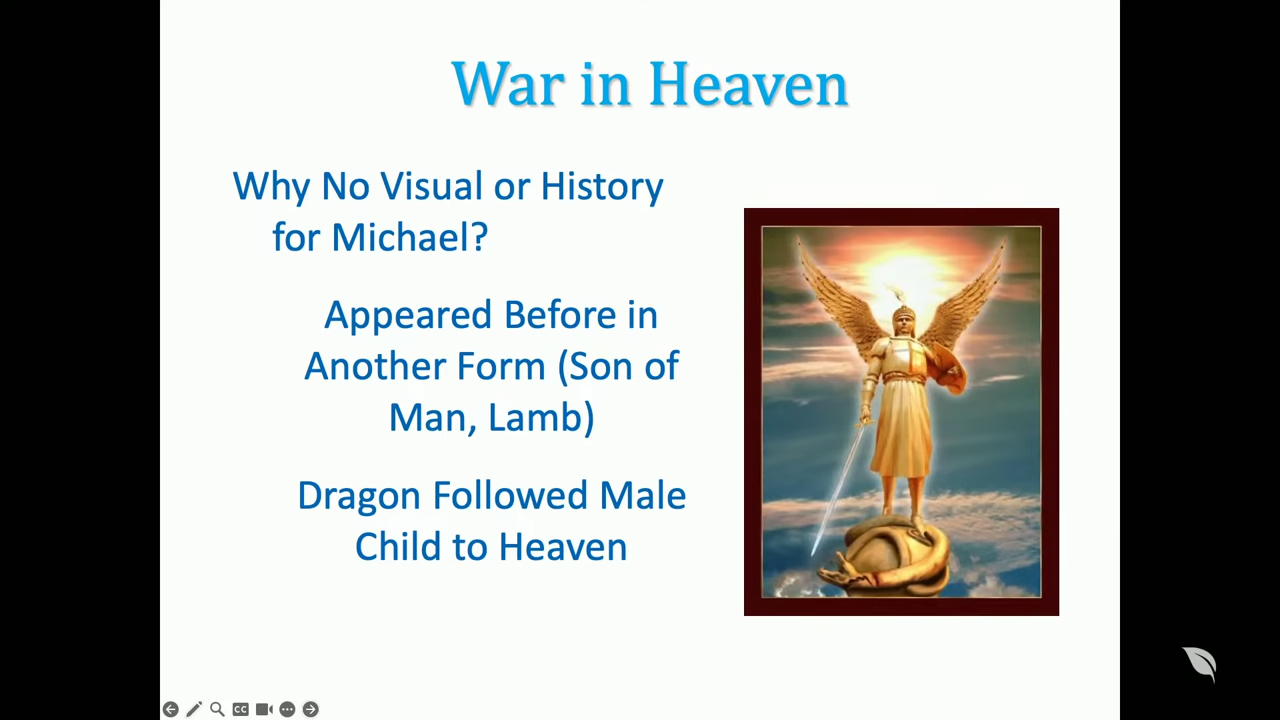 War in Heaven
Why No Visual or History
for Michael?
Appeared Before in
Another Form (Son of
Man, Lamb)
Dragon Followed Male
Child to Heaven
CC